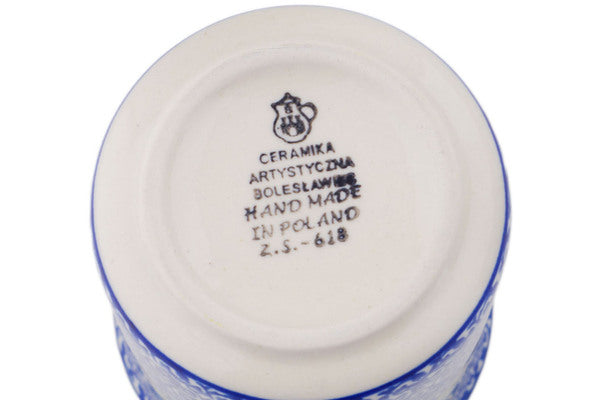 CERAMIKA
ARTYSTYCZNA
BOLESŁAWIEC
HAND MADE
IN POLAND
Z.S.-618